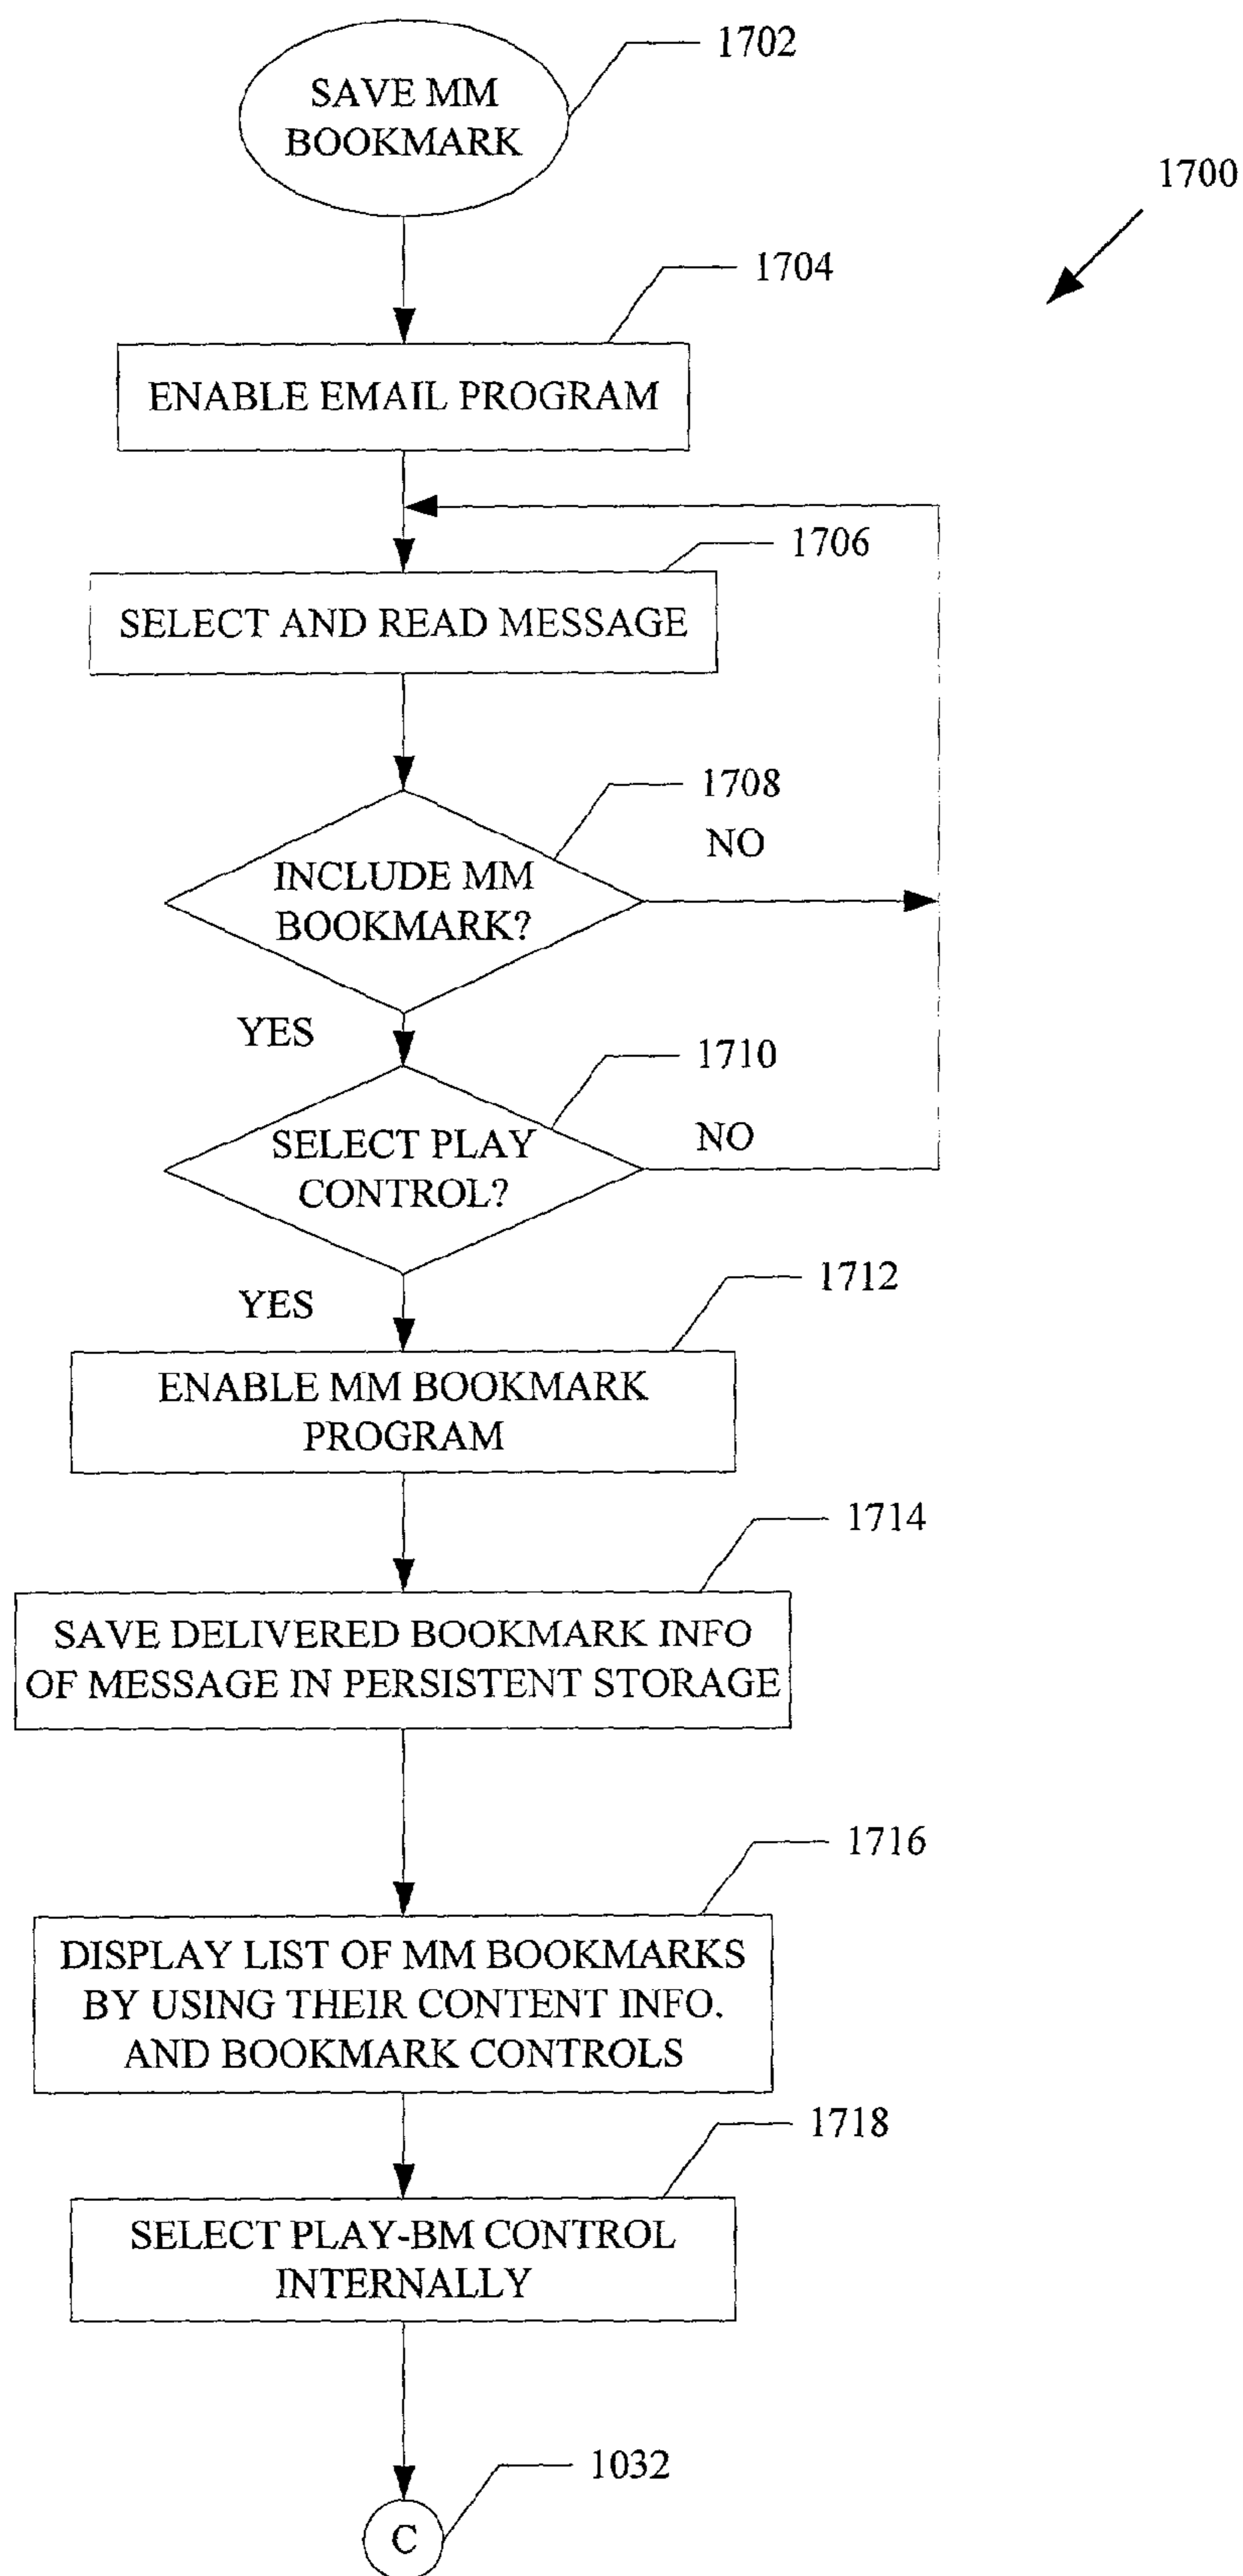 1702
SAVE MM
BOOKMARK
1700
1704
ENABLE EMAIL PROGRAM
1706
SELECT AND READ MESSAGE
1708
NO
INCLUDE MM
BOOKMARK?
YES
1710
NO
SELECT PLAY
CONTROL?
1712
YES
ENABLE MM BOOKMARK
PROGRAM
1714
SAVE DELIVERED BOOKMARK INFO
OF MESSAGE IN PERSISTENT STORAGE
1716
DISPLAY LIST OF MM BOOKMARKS
BY USING THEIR CONTENT INFO.
AND BOOKMARK CONTROLS
1718
SELECT PLAY-BM CONTROL
INTERNALLY
1032
C